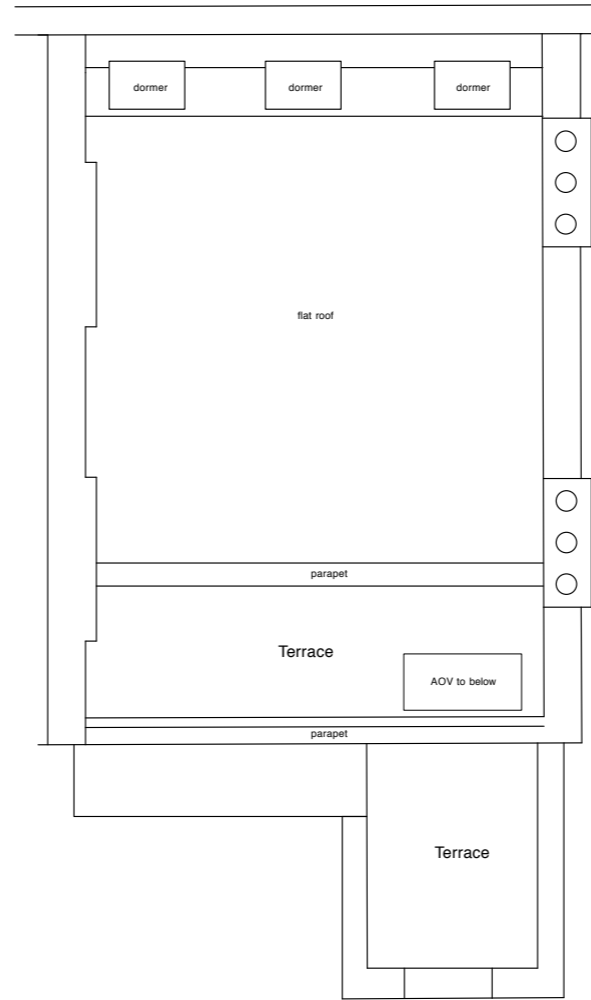 dormer
dormer
dormer
flat roof
parapet
Terrace
AOV to below
parapet
Terrace